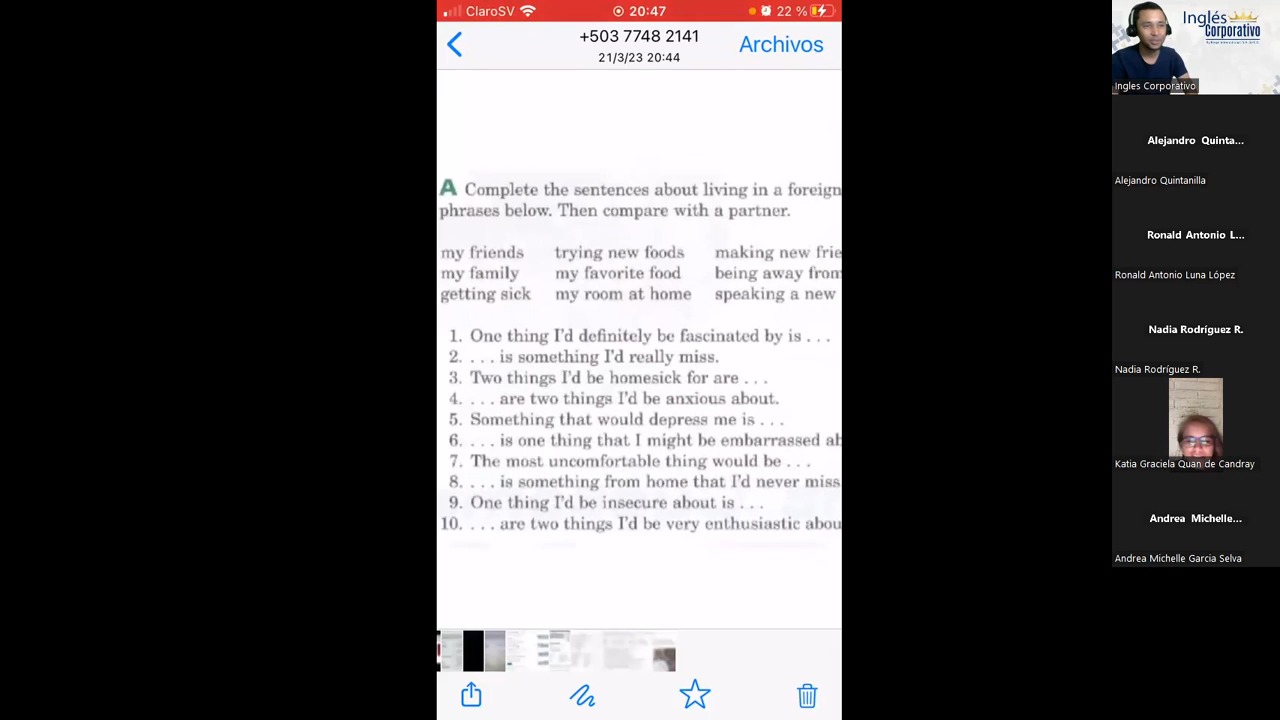 ClaroSV
20:47
22 %
+503 7748 2141
21/3/23 20:44
Archivos
A Complete the sentences about living in a foreign
phrases below. Then compare with a partner.
my friends trying new foods making new frie
my family my favorite food being away from
getting sick my room at home speaking a new
1. One thing I'd definitely be fascinated by is . . .
2. . . . is something I'd really miss.
3. Two things I'd be homesick for are . . .
4. . . . are two things I'd be anxious about.
5. Something that would depress me is . . .
6. . . . is one thing that I might be embarrassed ab
7. The most uncomfortable thing would be . . .
8. . . . is something from home that I'd never miss
9. One thing I'd be insecure about is . . .
10. . . . are two things I'd be very enthusiastic abou
Inglés
Corporativo
Ingles Corporativo
Alejandro Quinta...
Alejandro Quintanilla
Ronald Antonio L...
Ronald Antonio Luna López
Nadia Rodríguez R.
Nadia Rodríguez R.
Katia Graciela Quan de Candray
Andrea Michelle...
Andrea Michelle Garcia Selva